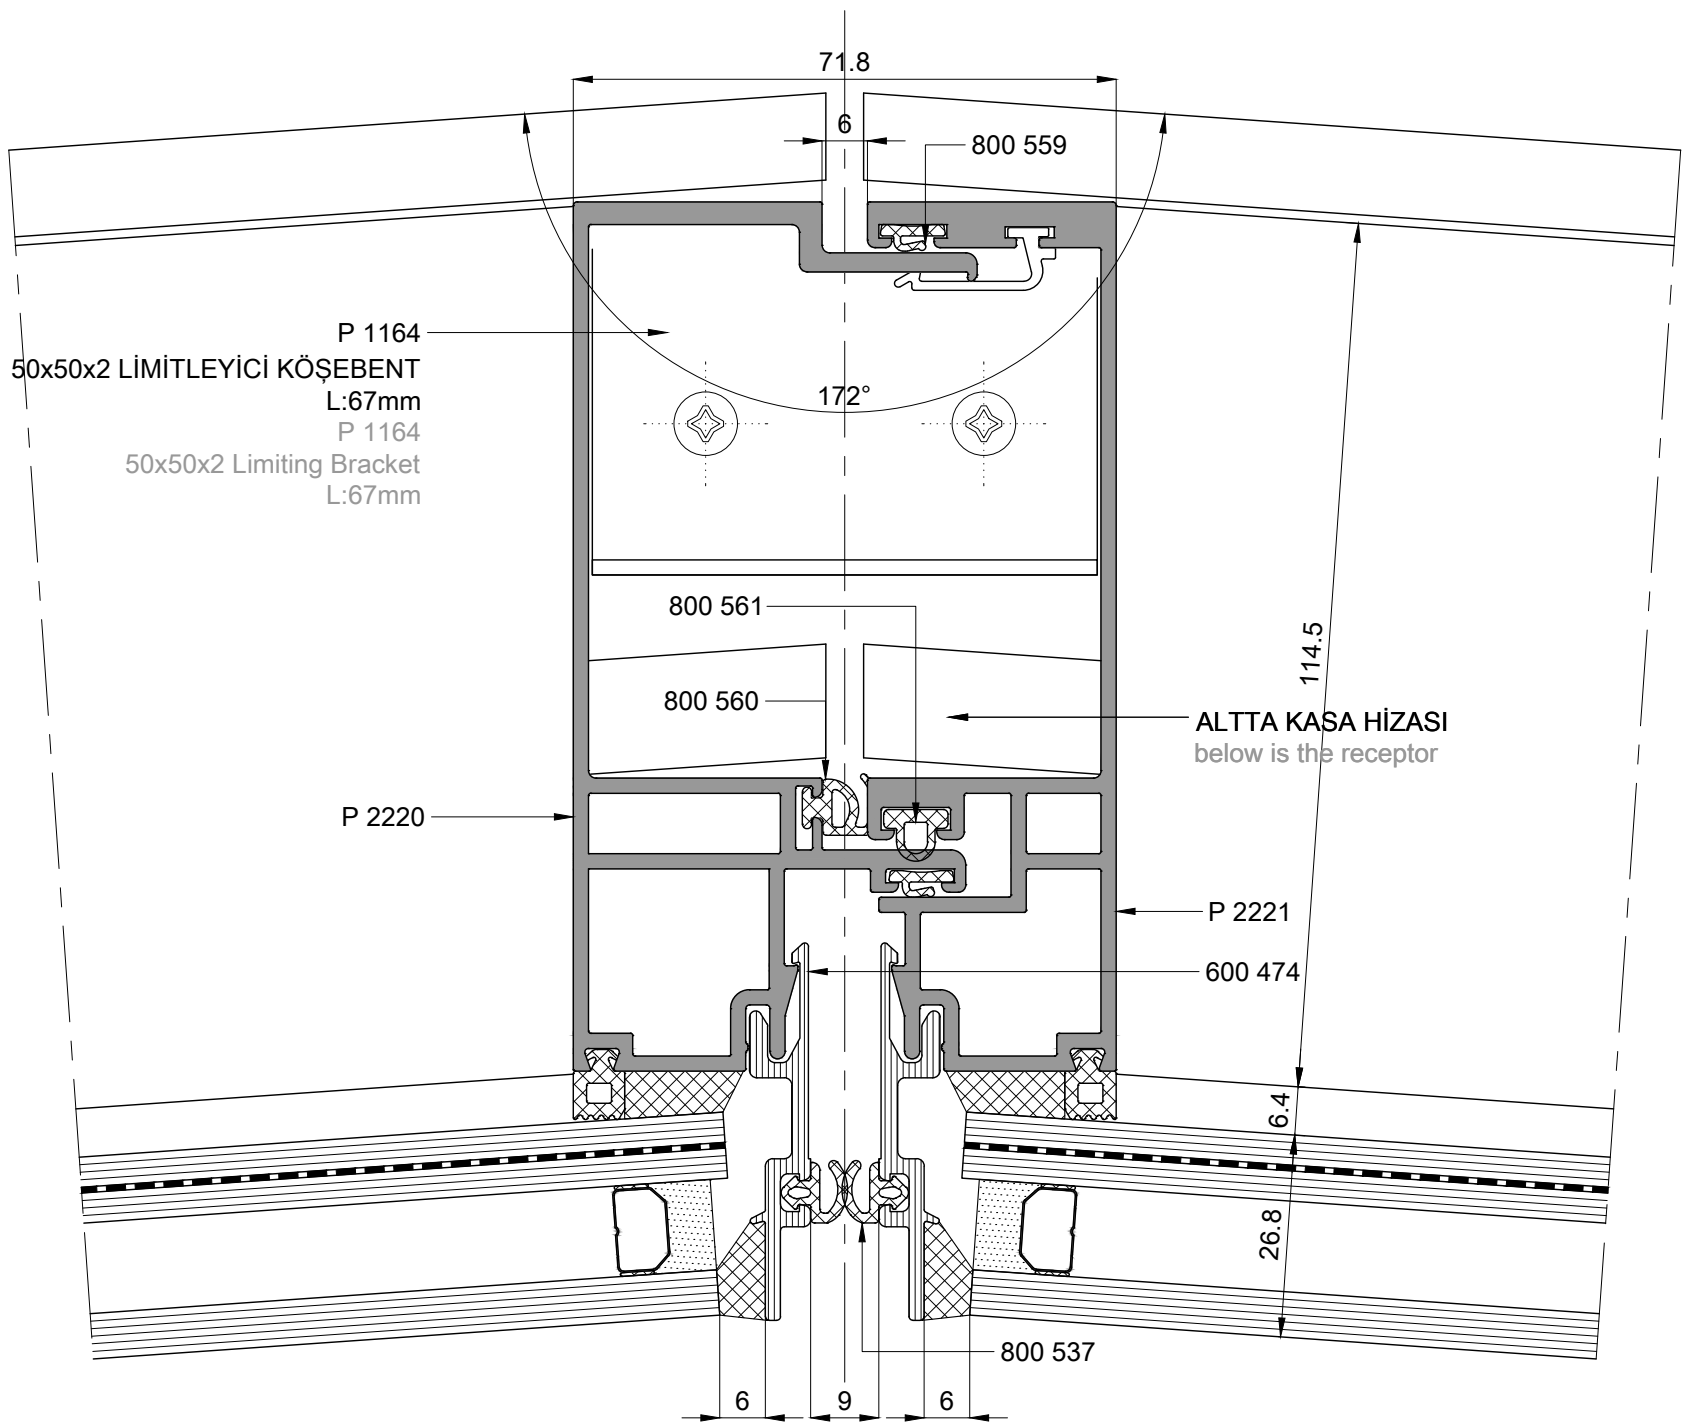 71.8
6
800 559
P 1164
50x50x2 LİMİTLEYİCİ KÖŞEBENT
L:67mm
P 1164
50x50x2 Limiting Bracket
L:67mm
172°
800 561
114.5
800 560
ALTTA KASA HİZASI
below is the receptor
P 2220
P 2221
600 474
6.4
26.8
800 537
6
9
6